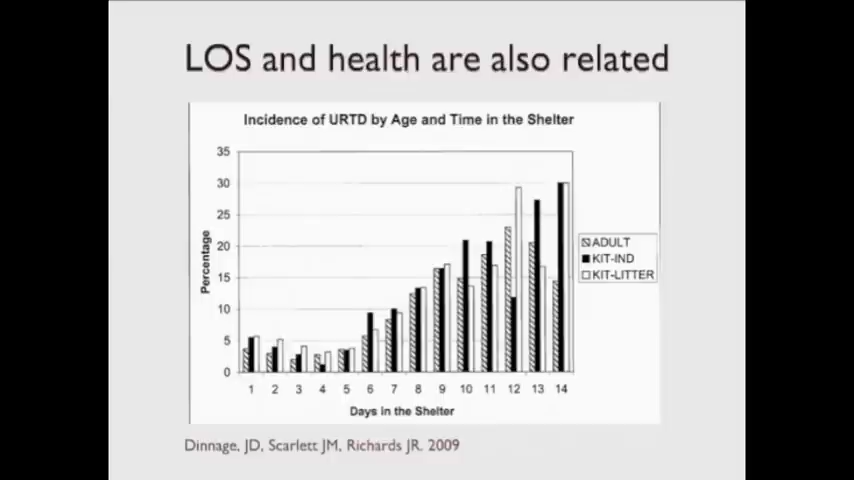 LOS and health are also related
Incidence of URTD by Age and Time in the Shelter
35
30
25
20
15
10
5
0
Percentage
1 2 3 4 5 6 7 8 9 10 11 12 13 14
Days in the Shelter
ADULT
KIT-IND
KIT-LITTER
Dinnage, JD, Scarlett JM, Richards JR. 2009